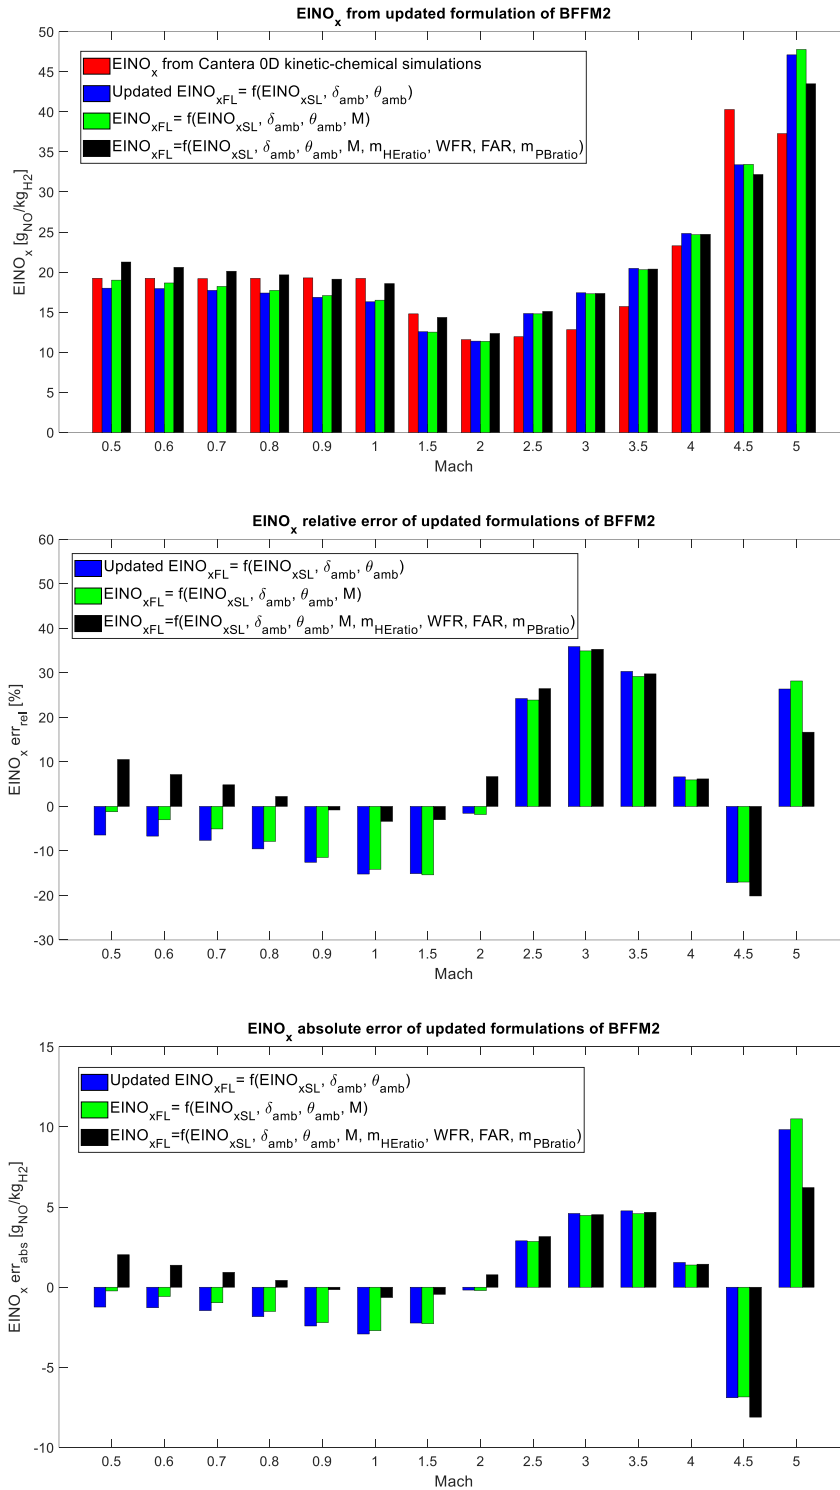 EINOx from updated formulation of BFFM2
EINOx from Cantera 0D kinetic-chemical simulations
Updated EINOxFL= f(EINOxSL, δamb, θamb)
EINOxFL= f(EINOxSL, δamb, θamb, M)
EINOxFL=f(EINOxSL, δamb, θamb, M, mHEratio, WFR, FAR, mPBratio)
EINOx [gNO/kgH2]
50
45
40
35
30
25
20
15
10
5
0
0.5 0.6 0.7 0.8 0.9 1 1.5 2 2.5 3 3.5 4 4.5 5
Mach
EINOx relative error of updated formulations of BFFM2
Updated EINOxFL= f(EINOxSL, δamb, θamb)
EINOxFL= f(EINOxSL, δamb, θamb, M)
EINOxFL=f(EINOxSL, δamb, θamb, M, mHEratio, WFR, FAR, mPBratio)
EINOx errrel [%]
60
50
40
30
20
10
0
-10
-20
-30
0.5 0.6 0.7 0.8 0.9 1 1.5 2 2.5 3 3.5 4 4.5 5
Mach
EINOx absolute error of updated formulations of BFFM2
Updated EINOxFL= f(EINOxSL, δamb, θamb)
EINOxFL= f(EINOxSL, δamb, θamb, M)
EINOxFL=f(EINOxSL, δamb, θamb, M, mHEratio, WFR, FAR, mPBratio)
EINOx errabs [gNO/kgH2]
15
10
5
0
-5
-10
0.5 0.6 0.7 0.8 0.9 1 1.5 2 2.5 3 3.5 4 4.5 5
Mach